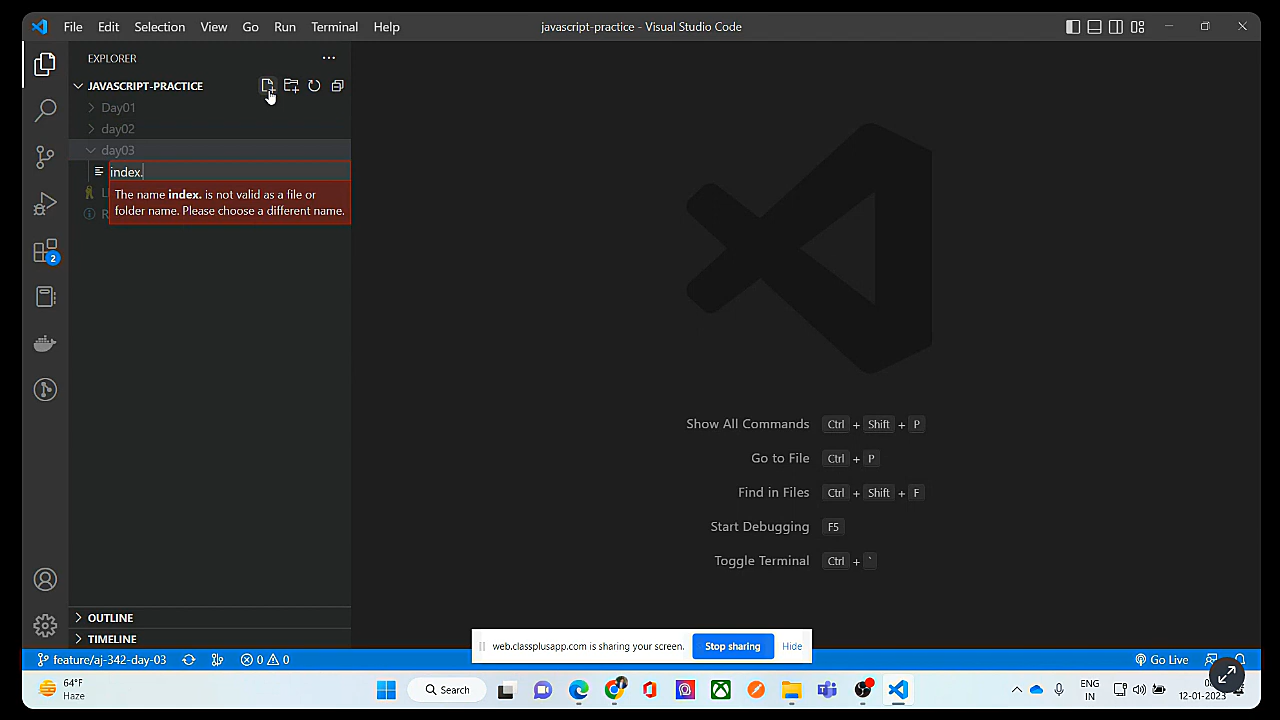 File Edit Selection View Go Run Terminal Help
javascript-practice - Visual Studio Code
EXPLORER
JAVASCRIPT-PRACTICE
Day01
day02
day03
index.
The name index. is not valid as a file or
folder name. Please choose a different name.
2
Show All Commands Ctrl + Shift + P
Go to File Ctrl + P
Find in Files Ctrl + Shift + F
Start Debugging F5
Toggle Terminal Ctrl + `
OUTLINE
TIMELINE
web.classplusapp.com is sharing your screen. Stop sharing Hide
feature/aj-342-day-03 0 0 Go Live
64°F
Haze
Search
ENG
IN
12-01-2023